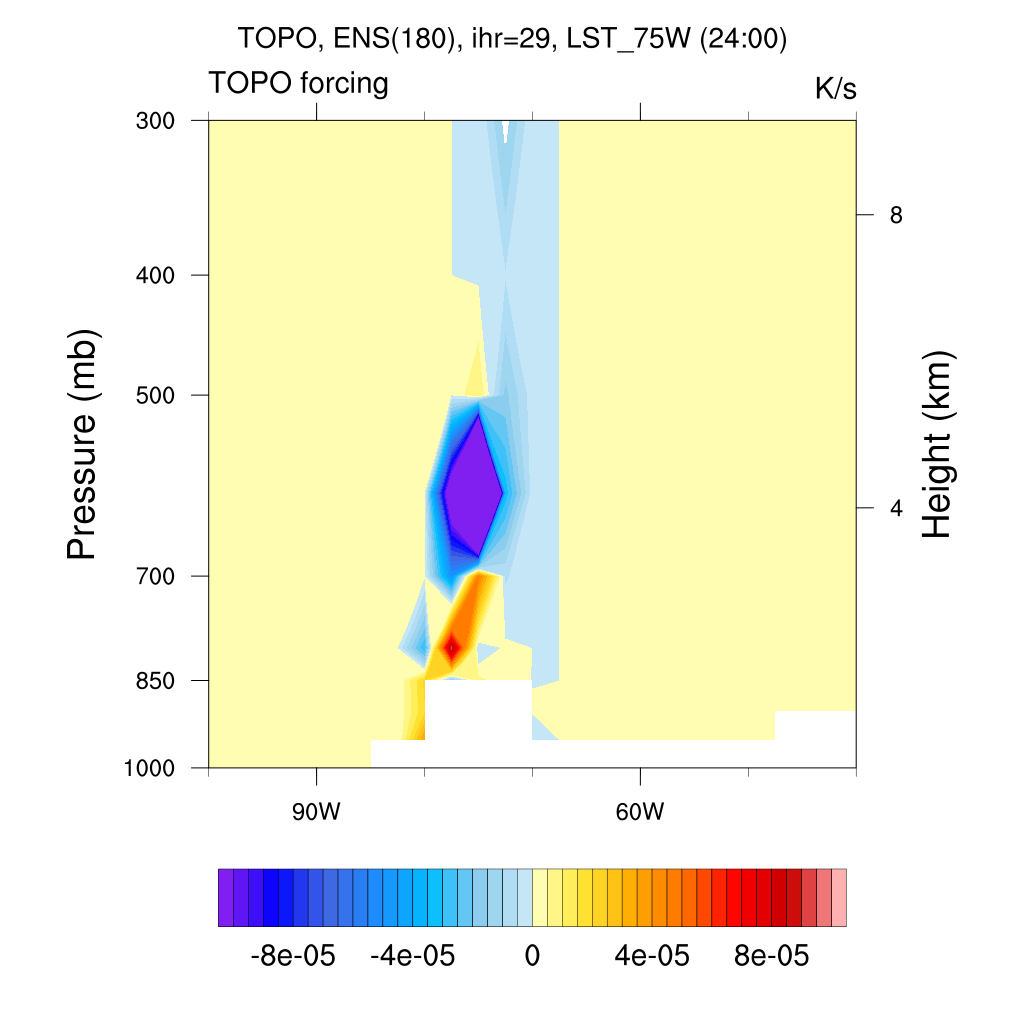 TOPO, ENS(180), ihr=29, LST_75W (24:00)
TOPO forcing
K/s
300
400
500
700
850
1000
Pressure (mb)
8
4
Height (km)
90W
60W
-8e-05
-4e-05
0
4e-05
8e-05